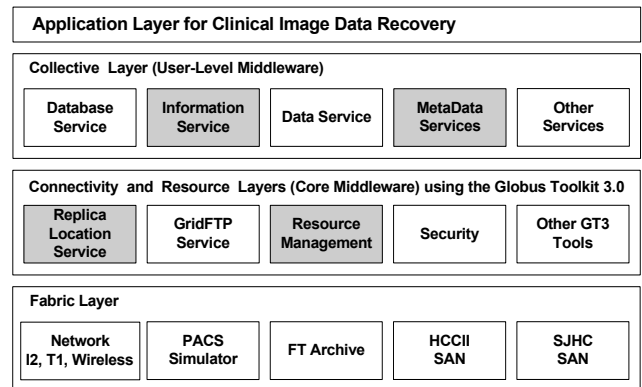 Application Layer for Clinical Image Data Recovery
Collective Layer (User-Level Middleware)
Database
Service
Information
Service
Data Service
MetaData
Services
Other
Services
Connectivity and Resource Layers (Core Middleware) using the Globus Toolkit 3.0
Replica
Location
Service
GridFTP
Service
Resource
Management
Security
Other GT3
Tools
Fabric Layer
Network
I2, T1, Wireless
PACS
Simulator
FT Archive
HCCII
SAN
SJHC
SAN